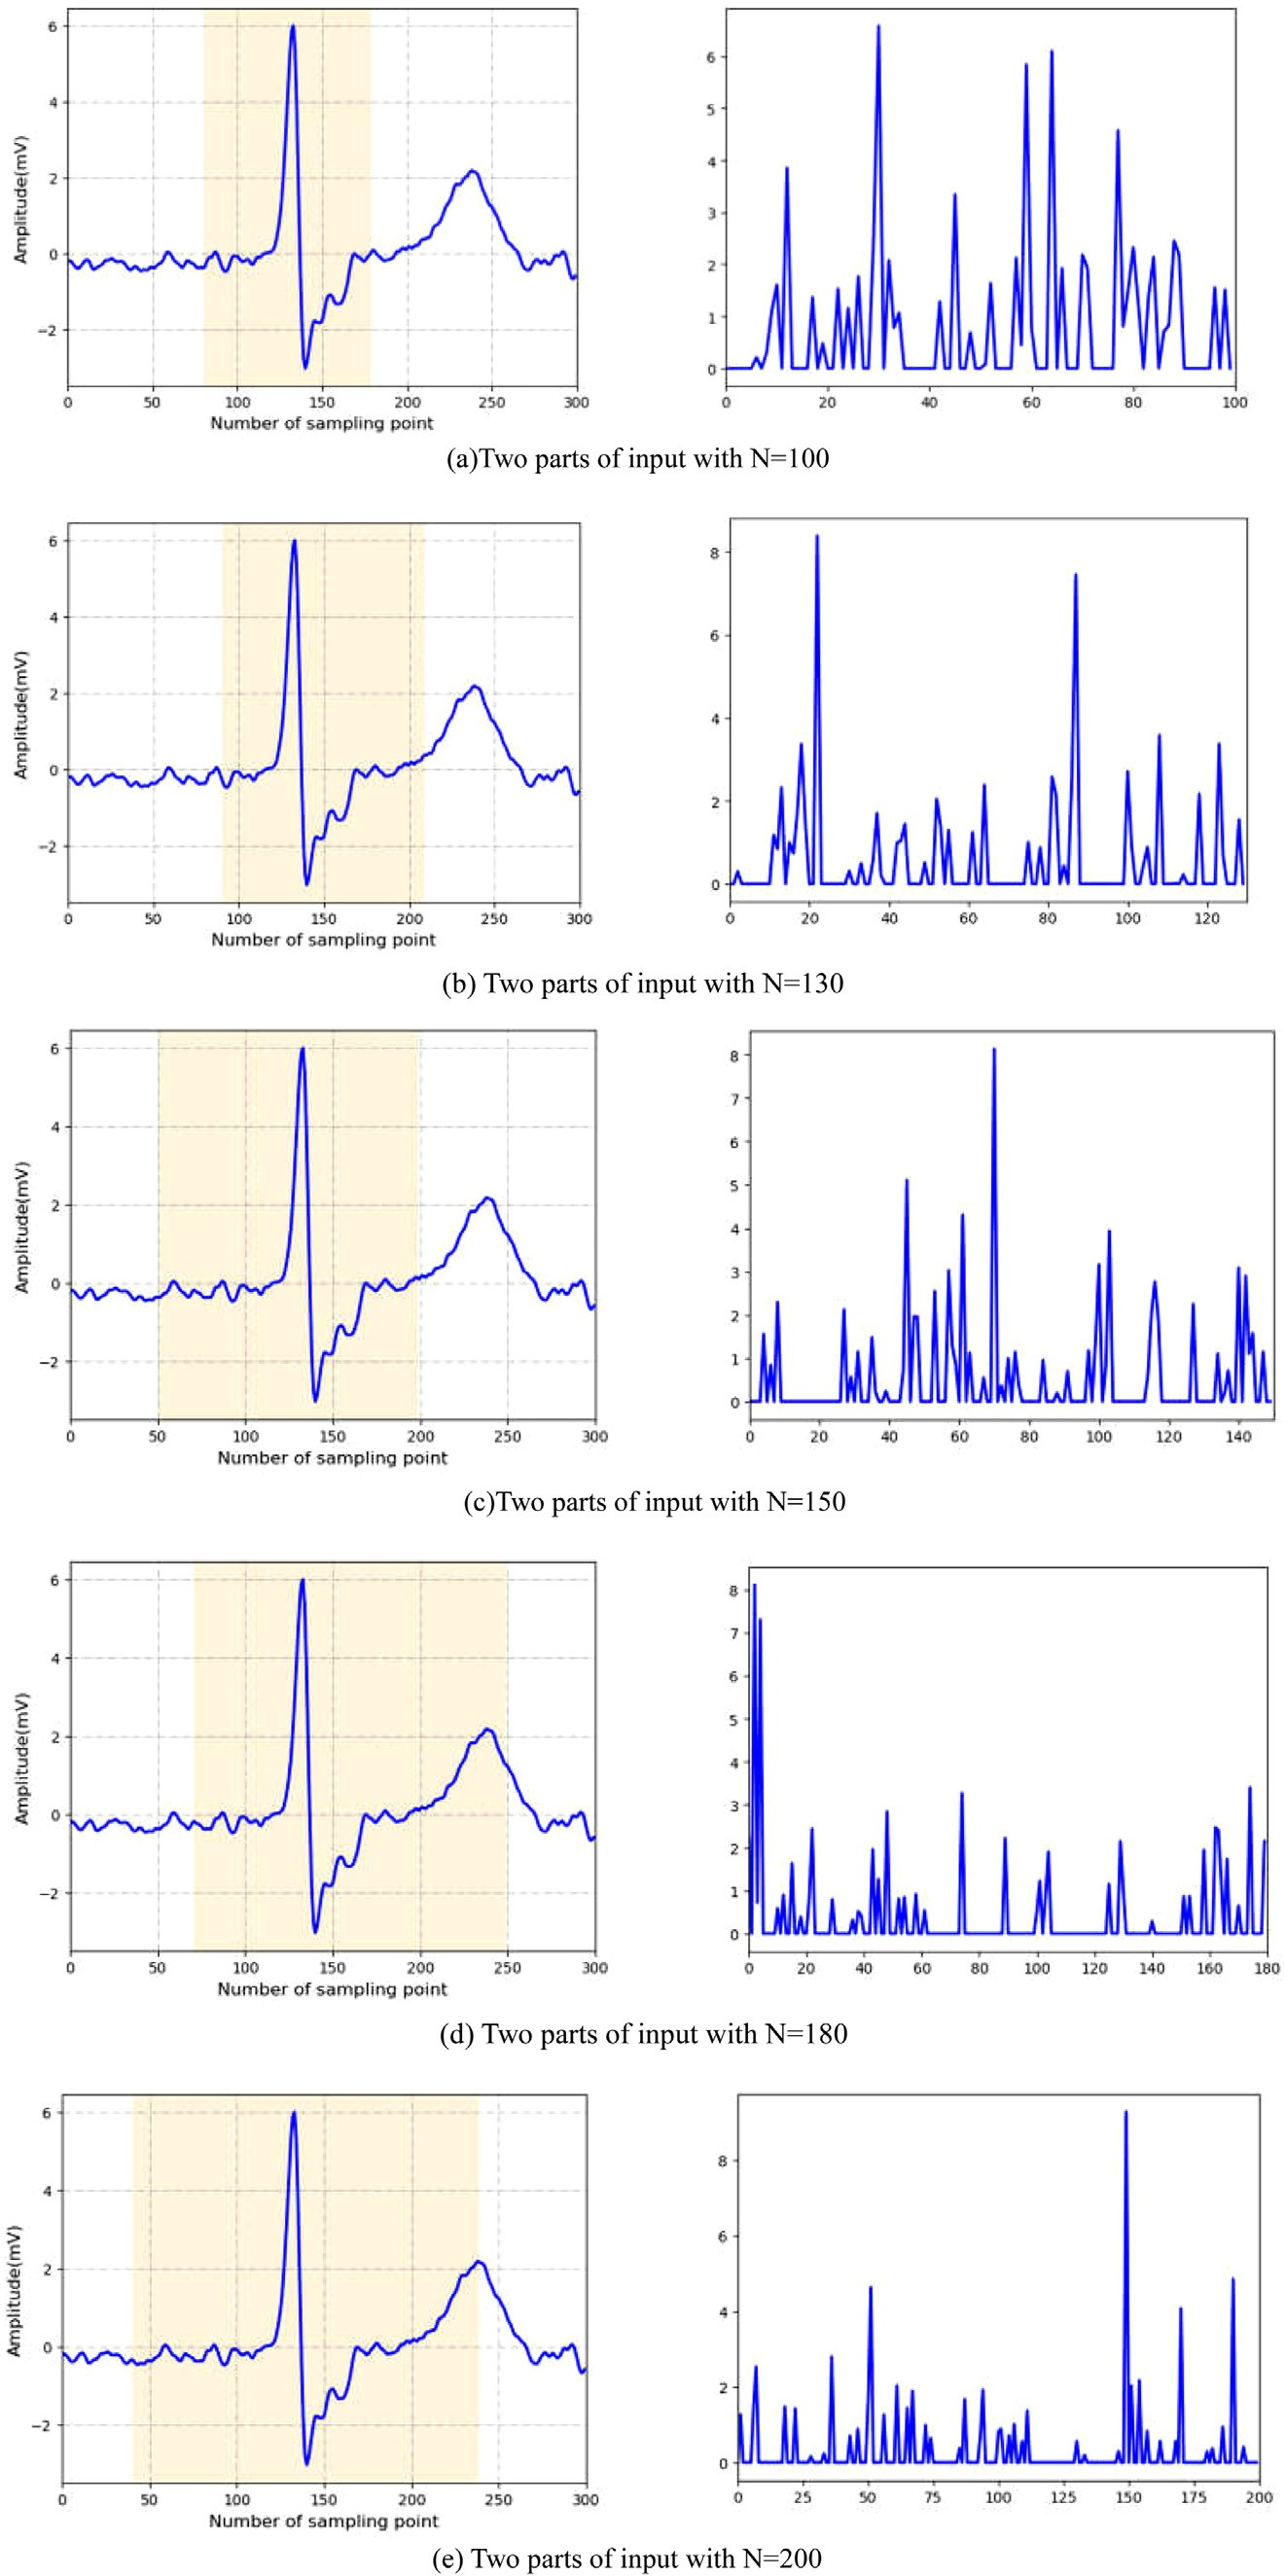 6
4
2
0
−2
Amplitude(mV)
0 50 100 150 200 250 300
Number of sampling point
6
5
4
3
2
1
0
0 20 40 60 80 100
(a)Two parts of input with N=100
6
4
2
0
−2
Amplitude(mV)
0 50 100 150 200 250 300
Number of sampling point
8
6
4
2
0
0 20 40 60 80 100 120
(b) Two parts of input with N=130
6
4
2
0
−2
Amplitude(mV)
0 50 100 150 200 250 300
Number of sampling point
8
7
6
5
4
3
2
1
0
0 20 40 60 80 100 120 140
(c)Two parts of input with N=150
6
4
2
0
−2
Amplitude(mV)
0 50 100 150 200 250 300
Number of sampling point
8
7
6
5
4
3
2
1
0
0 20 40 60 80 100 120 140 160 180
(d) Two parts of input with N=180
6
4
2
0
−2
Amplitude(mV)
0 50 100 150 200 250 300
Number of sampling point
8
6
4
2
0
0 25 50 75 100 125 150 175 200
(e) Two parts of input with N=200